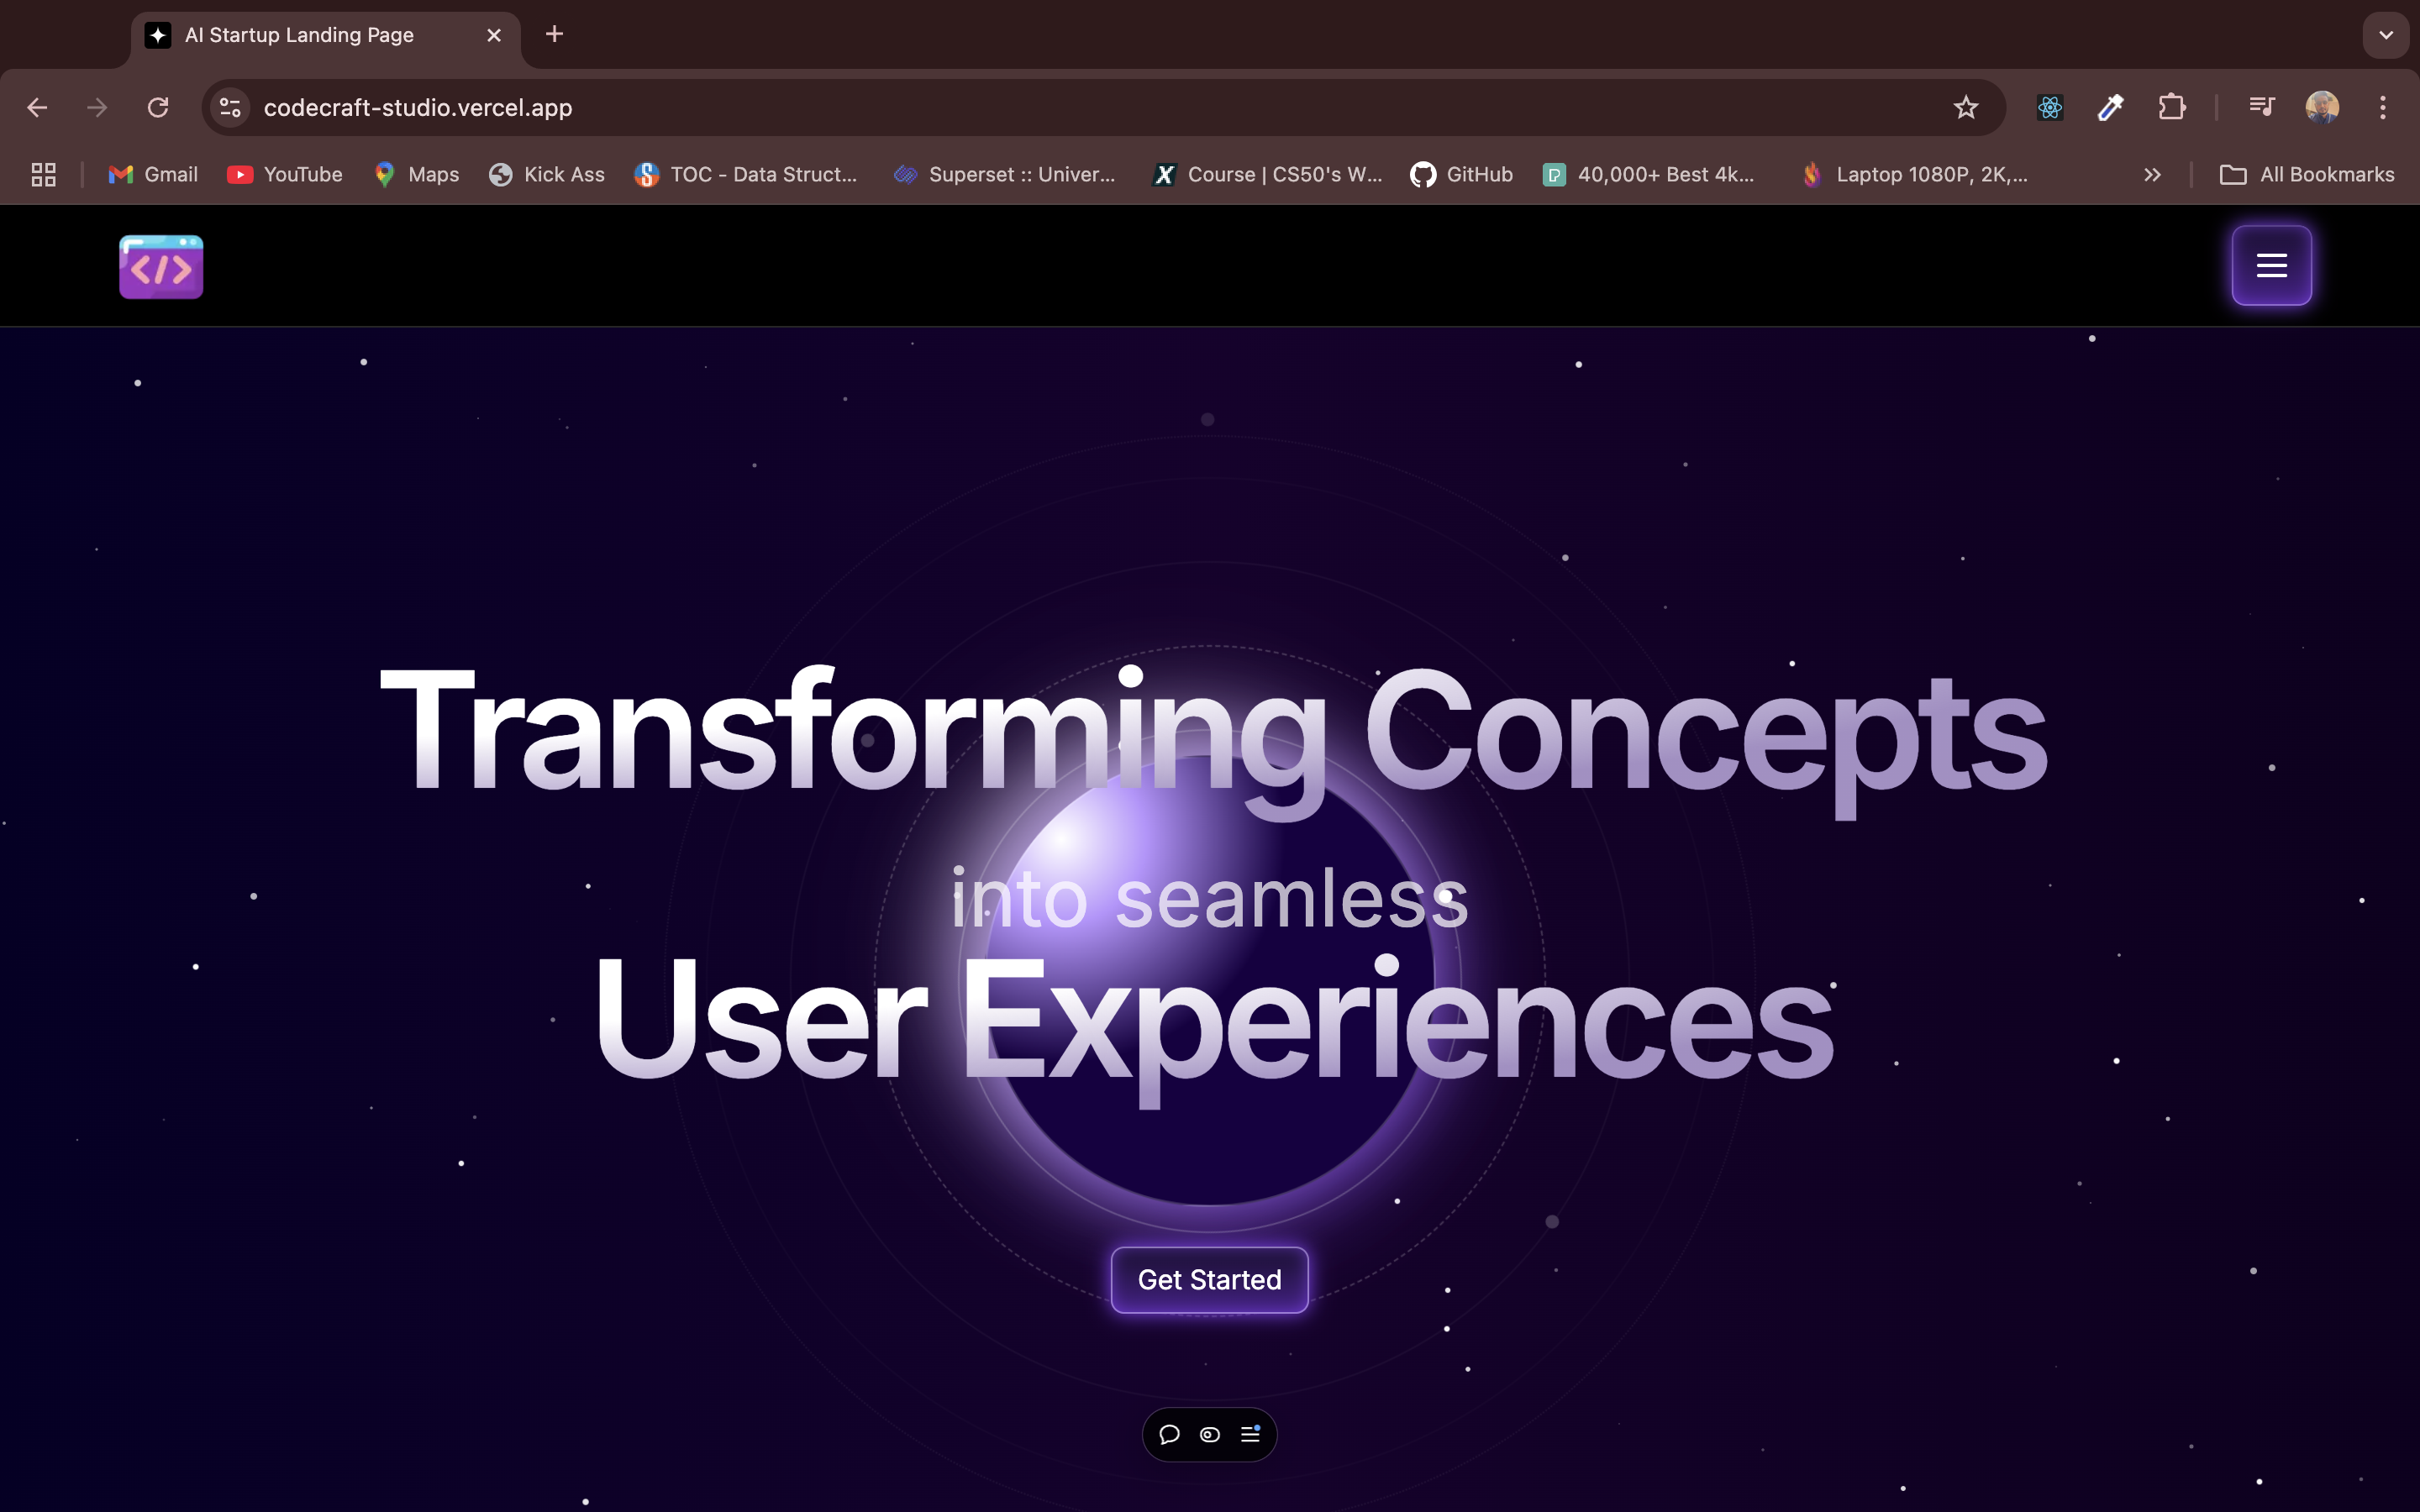 AI Startup Landing Page
codecraft-studio.vercel.app
Gmail YouTube Maps Kick Ass TOC - Data Struct... Superset :: Univer... Course | CS50's W... GitHub 40,000+ Best 4k... Laptop 1080P, 2K,... All Bookmarks
</>
Transforming Concepts
into seamless
User Experiences
Get Started